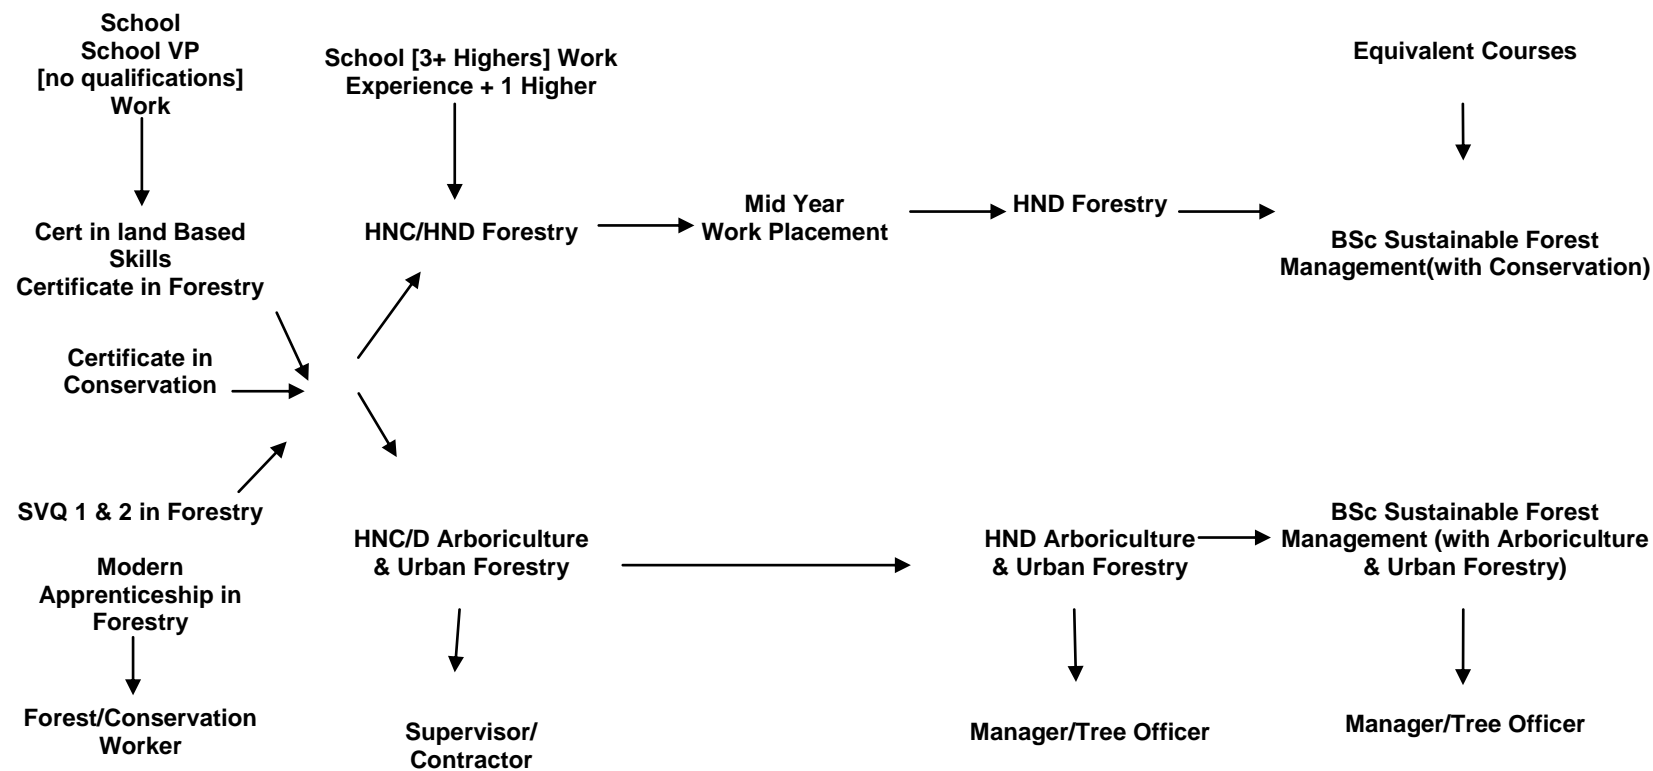 School
School VP
[no qualifications]
Work
School [3+ Highers] Work
Experience + 1 Higher
Equivalent Courses
Cert in land Based
Skills
Certificate in Forestry
HNC/HND Forestry
Mid Year
Work Placement
HND Forestry
BSc Sustainable Forest
Management(with Conservation)
Certificate in
Conservation
SVQ 1 & 2 in Forestry
Modern
Apprenticeship in
Forestry
HNC/D Arboriculture
& Urban Forestry
HND Arboriculture
& Urban Forestry
BSc Sustainable Forest
Management (with Arboriculture
& Urban Forestry)
Forest/Conservation
Worker
Supervisor/
Contractor
Manager/Tree Officer
Manager/Tree Officer